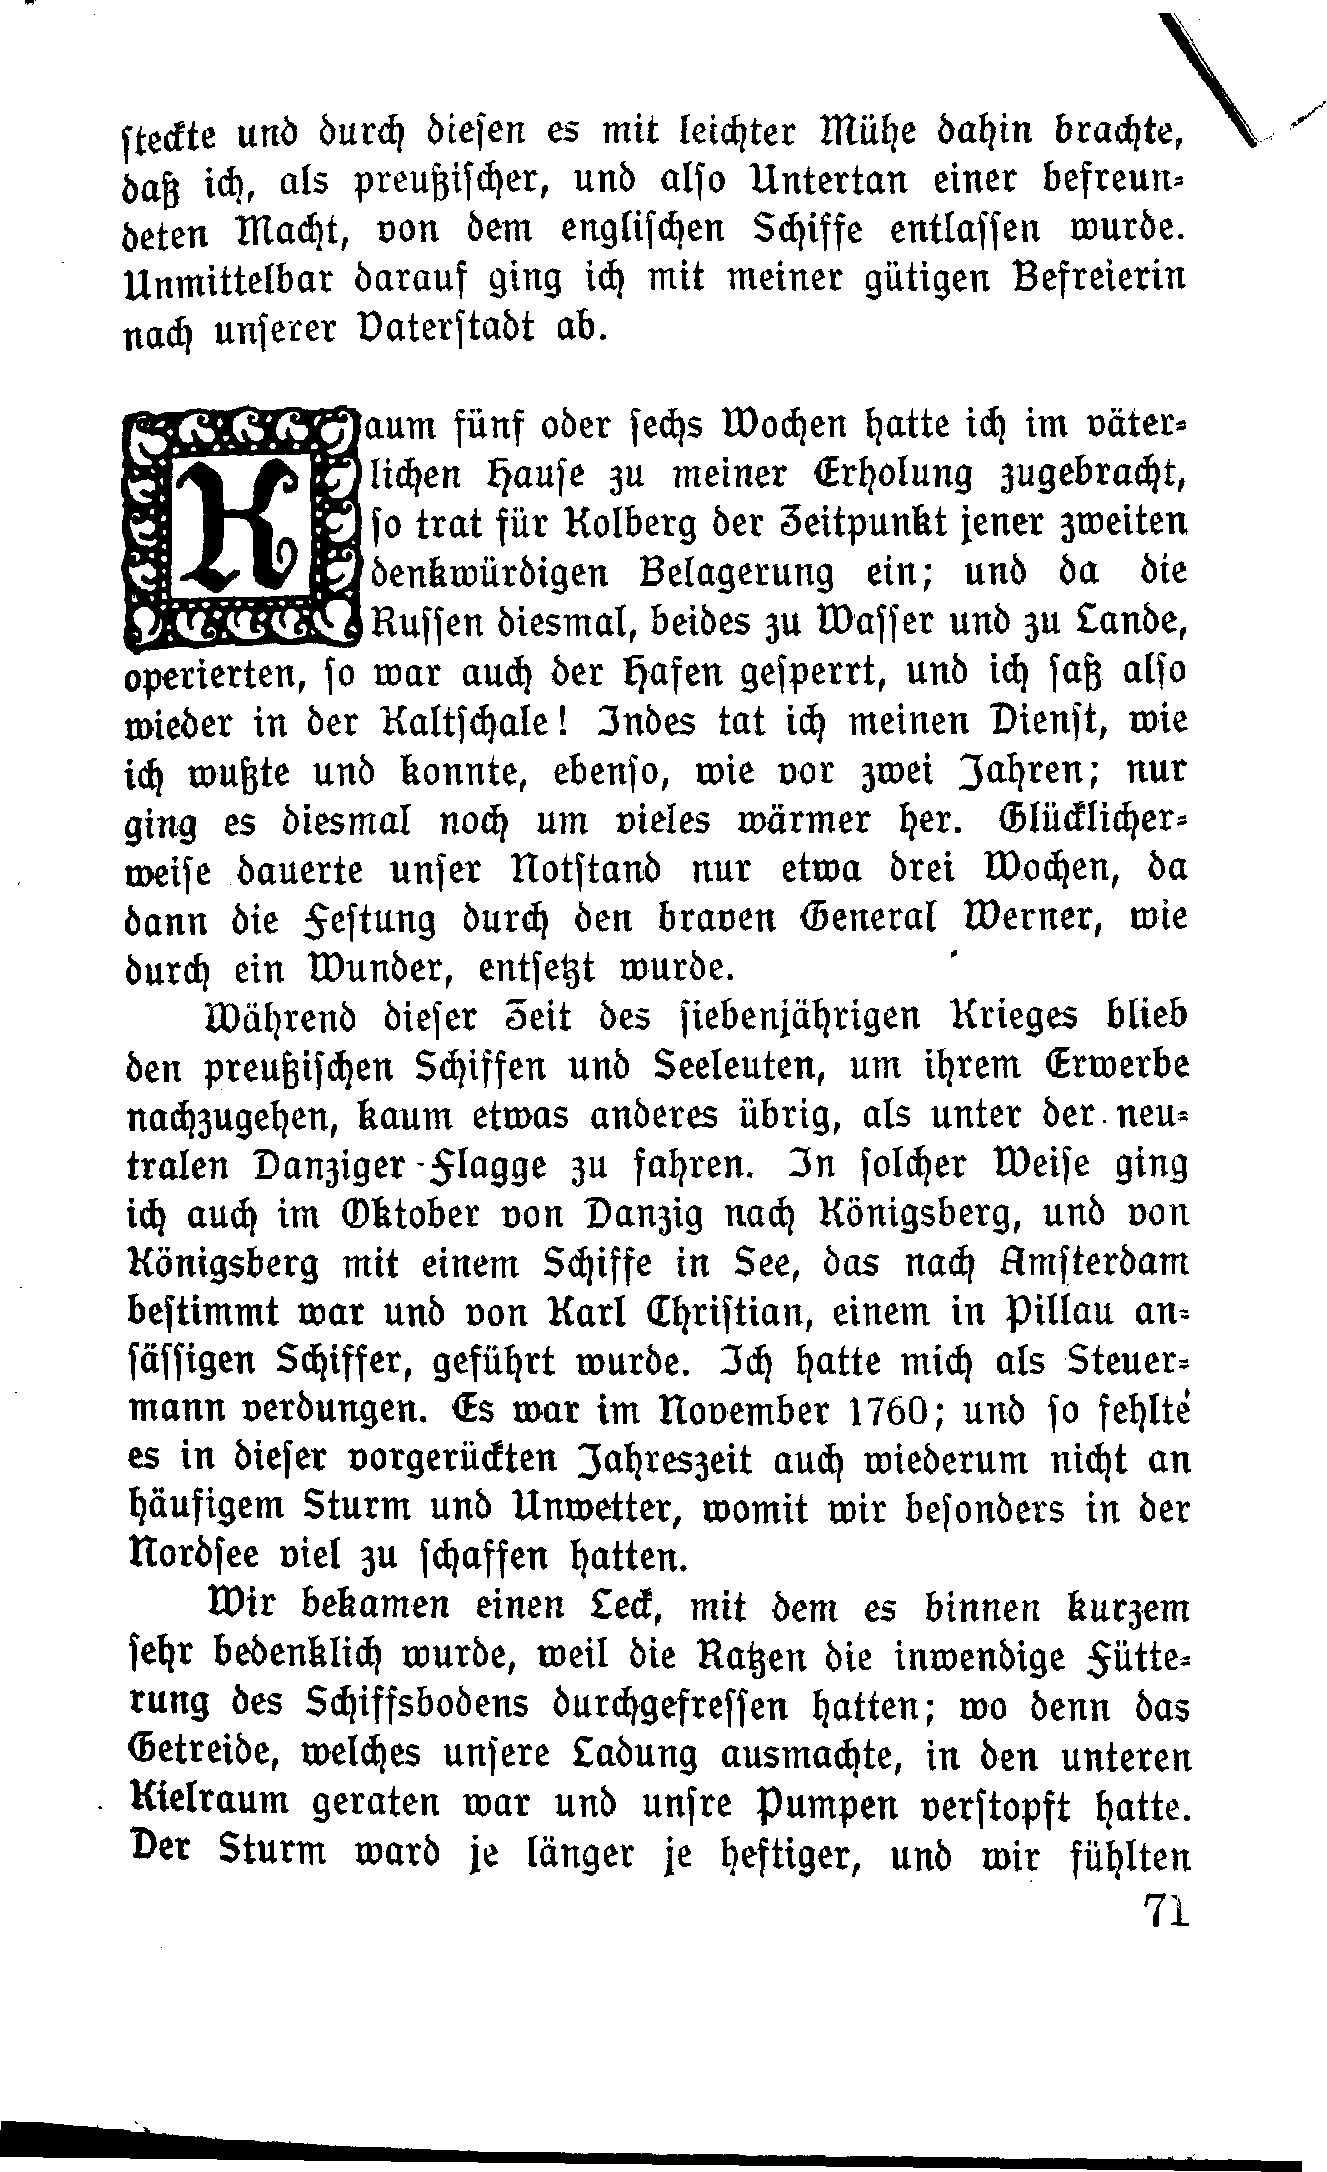 steckte und durch diesen es mit leichter Mühe dahin brachte,
daß ich, als preußischer, und also Untertan einer befreun-
deten Macht, von dem englischen Schiffe entlassen wurde.
Unmittelbar darauf ging ich mit meiner gütigen Befreierin
nach unserer Vaterstadt ab.
Kaum fünf oder sechs Wochen hatte ich im väter-
lichen Hause zu meiner Erholung zugebracht,
so trat für Kolberg der Zeitpunkt jener zweiten
denkwürdigen Belagerung ein; und da die
Russen diesmal, beides zu Wasser und zu Lande,
operierten, so war auch der Hafen gesperrt, und ich saß also
wieder in der Kaltschale! Indes tat ich meinen Dienst, wie
ich wußte und konnte, ebenso, wie vor zwei Jahren; nur
ging es diesmal noch um vieles wärmer her. Glücklicher-
weise dauerte unser Notstand nur etwa drei Wochen, da
dann die Festung durch den braven General Werner, wie
durch ein Wunder, entsetzt wurde.
Während dieser Zeit des siebenjährigen Krieges blieb
den preußischen Schiffen und Seeleuten, um ihrem Erwerbe
nachzugehen, kaum etwas anderes übrig, als unter der neu-
tralen Danziger-Flagge zu fahren. In solcher Weise ging
ich auch im Oktober von Danzig nach Königsberg, und von
Königsberg mit einem Schiffe in See, das nach Amsterdam
bestimmt war und von Karl Christian, einem in Pillau an-
sässigen Schiffer, geführt wurde. Ich hatte mich als Steuer-
mann verdungen. Es war im November 1760; und so fehlte
es in dieser vorgerückten Jahreszeit auch wiederum nicht an
häufigem Sturm und Unwetter, womit wir besonders in der
Nordsee viel zu schaffen hatten.
Wir bekamen einen Leck, mit dem es binnen kurzem
sehr bedenklich wurde, weil die Ratzen die inwendige Fütte-
rung des Schiffsbodens durchgefressen hatten; wo denn das
Getreide, welches unsere Ladung ausmachte, in den unteren
Kielraum geraten war und unsre Pumpen verstopft hatte.
Der Sturm ward je länger je heftiger, und wir fühlten
71